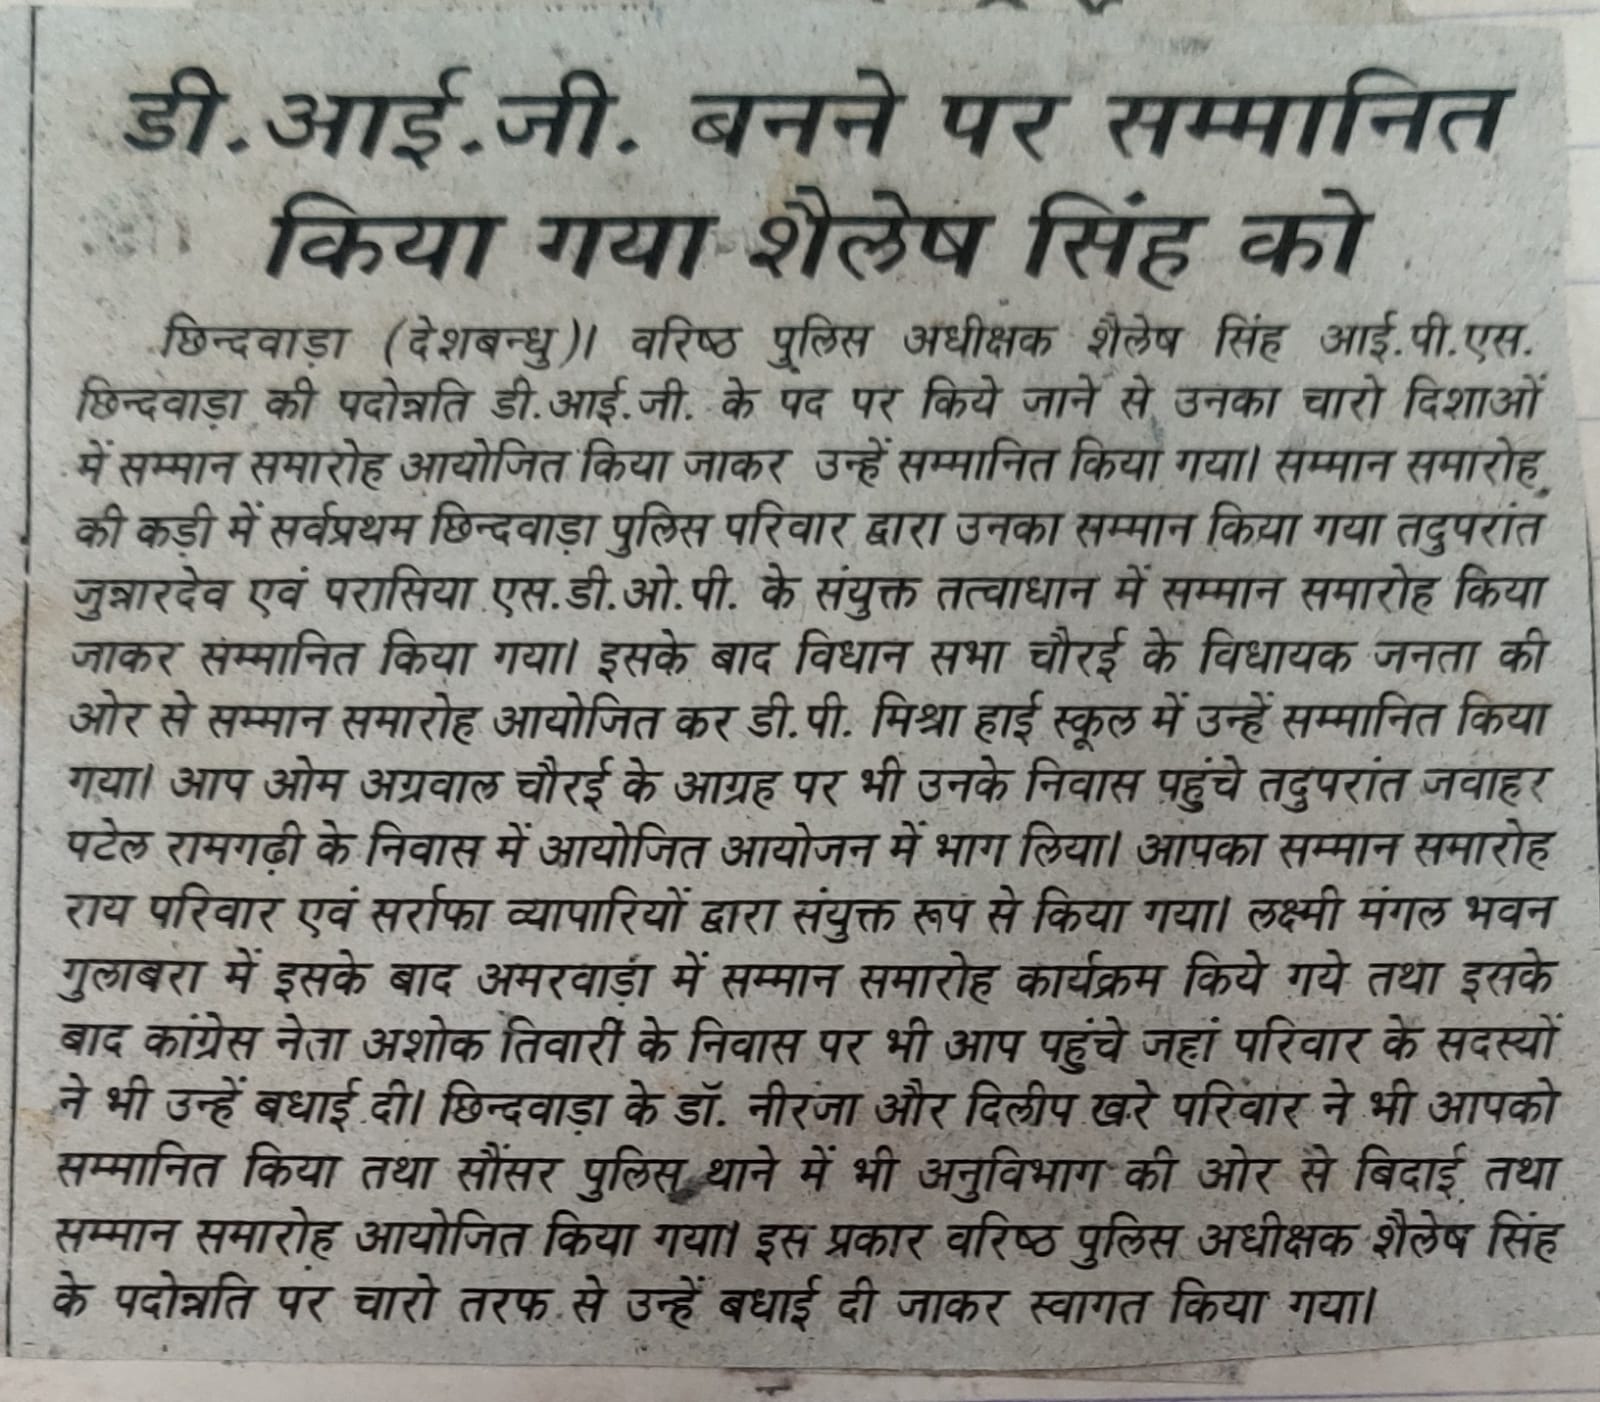 डी.आई.जी. बनने पर सम्मानित
किया गया शैलेष सिंह को
छिन्दवाड़ा (देशबन्धु)। वरिष्ठ पुलिस अधीक्षक शैलेष सिंह आई.पी.एस.
छिन्दवाड़ा की पदोन्नति डी.आई.जी. के पद पर किये जाने से उनका चारो दिशाओं
में सम्मान समारोह आयोजित किया जाकर उन्हें सम्मानित किया गया। सम्मान समारोह
की कड़ी में सर्वप्रथम छिन्दवाड़ा पुलिस परिवार द्वारा उनका सम्मान किया गया तदुपरांत
जुन्नारदेव एवं परासिया एस.डी.ओ.पी. के संयुक्त तत्वाधान में सम्मान समारोह किया
जाकर सम्मानित किया गया। इसके बाद विधान सभा चौरई के विधायक जनता की
ओर से सम्मान समारोह आयोजित कर डी.पी. मिश्रा हाई स्कूल में उन्हें सम्मानित किया
गया। आप ओम अग्रवाल चौरई के आग्रह पर भी उनके निवास पहुंचे तदुपरांत जवाहर
पटेल रामगढ़ी के निवास में आयोजित आयोजन में भाग लिया। आपका सम्मान समारोह
राय परिवार एवं सर्राफा व्यापारियों द्वारा संयुक्त रूप से किया गया। लक्ष्मी मंगल भवन
गुलाबरा में इसके बाद अमरवाड़ा में सम्मान समारोह कार्यक्रम किये गये तथा इसके
बाद कांग्रेस नेता अशोक तिवारी के निवास पर भी आप पहुंचे जहां परिवार के सदस्यों
ने भी उन्हें बधाई दी। छिन्दवाड़ा के डॉ. नीरजा और दिलीप खरे परिवार ने भी आपको
सम्मानित किया तथा सौंसर पुलिस थाने में भी अनुविभाग की ओर से बिदाई तथा
सम्मान समारोह आयोजित किया गया। इस प्रकार वरिष्ठ पुलिस अधीक्षक शैलेष सिंह
के पदोन्नति पर चारो तरफ से उन्हें बधाई दी जाकर स्वागत किया गया।